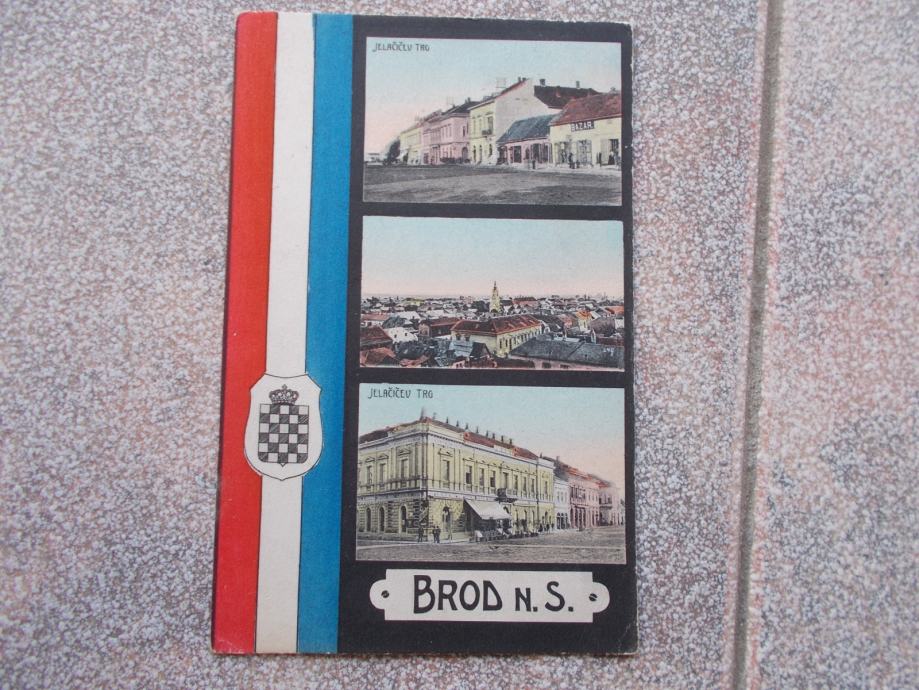 JELAČIĆEV TRG
BAZAR
JELAČIĆEV TRG
BROD N. S.